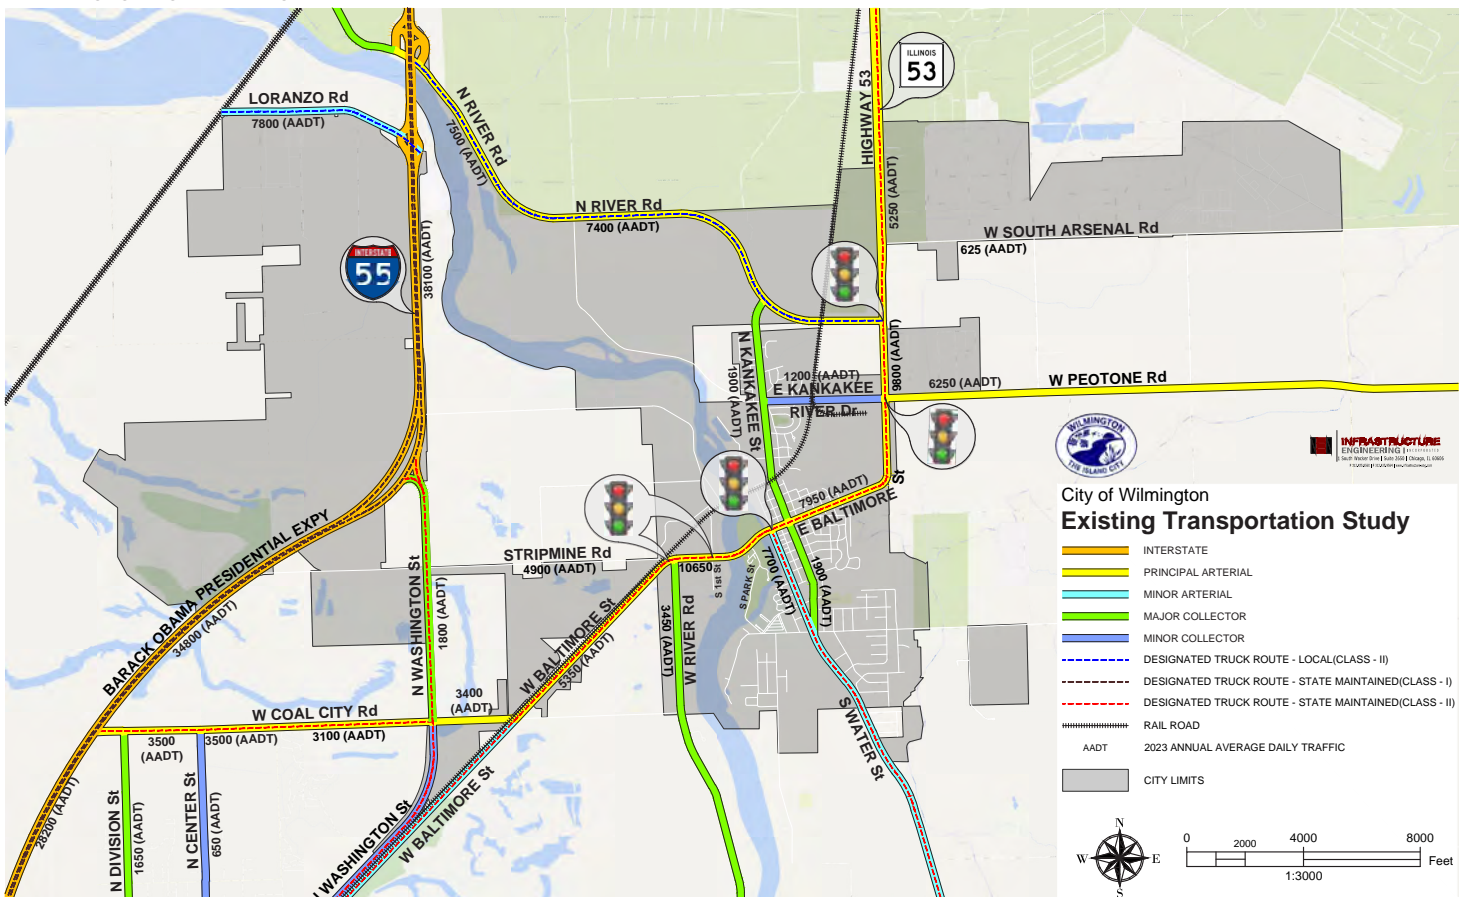 ILLINOIS
53
LORANZO Rd
7800 (AADT)
N RIVER Rd
7500 (AADT)
HIGHWAY 53
5250 (AADT)
N RIVER Rd
7400 (AADT)
W SOUTH ARSENAL Rd
625 (AADT)
INTERSTATE
55
38100 (AADT)
9800 (AADT)
N KANKAKEE St
1900 (AADT)
1200 (AADT)
E KANKAKEE
RIVER Dr
6250 (AADT)
W PEOTONE Rd
WILMINGTON
THE ISLAND CITY
INFRASTRUCTURE
ENGINEERING INCORPORATED
7950 (AADT)
E BALTIMORE St
City of Wilmington
Existing Transportation Study
INTERSTATE
PRINCIPAL ARTERIAL
MINOR ARTERIAL
MAJOR COLLECTOR
MINOR COLLECTOR
DESIGNATED TRUCK ROUTE - LOCAL(CLASS - II)
DESIGNATED TRUCK ROUTE - STATE MAINTAINED(CLASS - I)
DESIGNATED TRUCK ROUTE - STATE MAINTAINED(CLASS - II)
RAIL ROAD
AADT 2023 ANNUAL AVERAGE DAILY TRAFFIC
CITY LIMITS
BARACK OBAMA PRESIDENTIAL EXPY
34800 (AADT)
N WASHINGTON St
1800 (AADT)
STRIPMINE Rd
4900 (AADT)
10650
S 1st St
S PARK St
7700 (AADT)
1900 (AADT)
W BALTIMORE St
5350 (AADT)
3450 (AADT)
W RIVER Rd
S WATER St
W COAL CITY Rd
3400
(AADT)
3500
(AADT)
3500 (AADT)
3100 (AADT)
28200 (AADT)
N DIVISION St
1650 (AADT)
N CENTER St
650 (AADT)
N WASHINGTON St
W BALTIMORE St
N
W
E
S
0
2000
4000
8000
Feet
1:3000